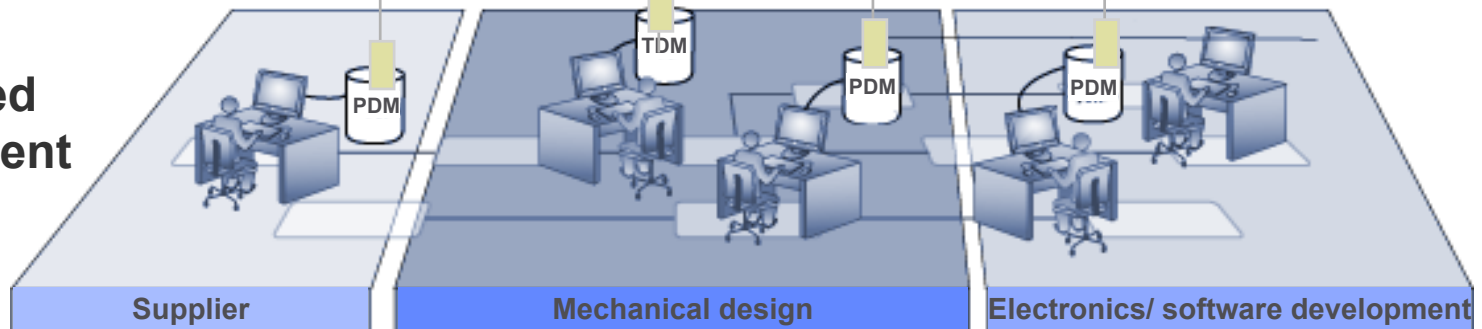 TDM
PDM
PDM
PDM
ed
ent
Supplier
Mechanical design
Electronics/ software development